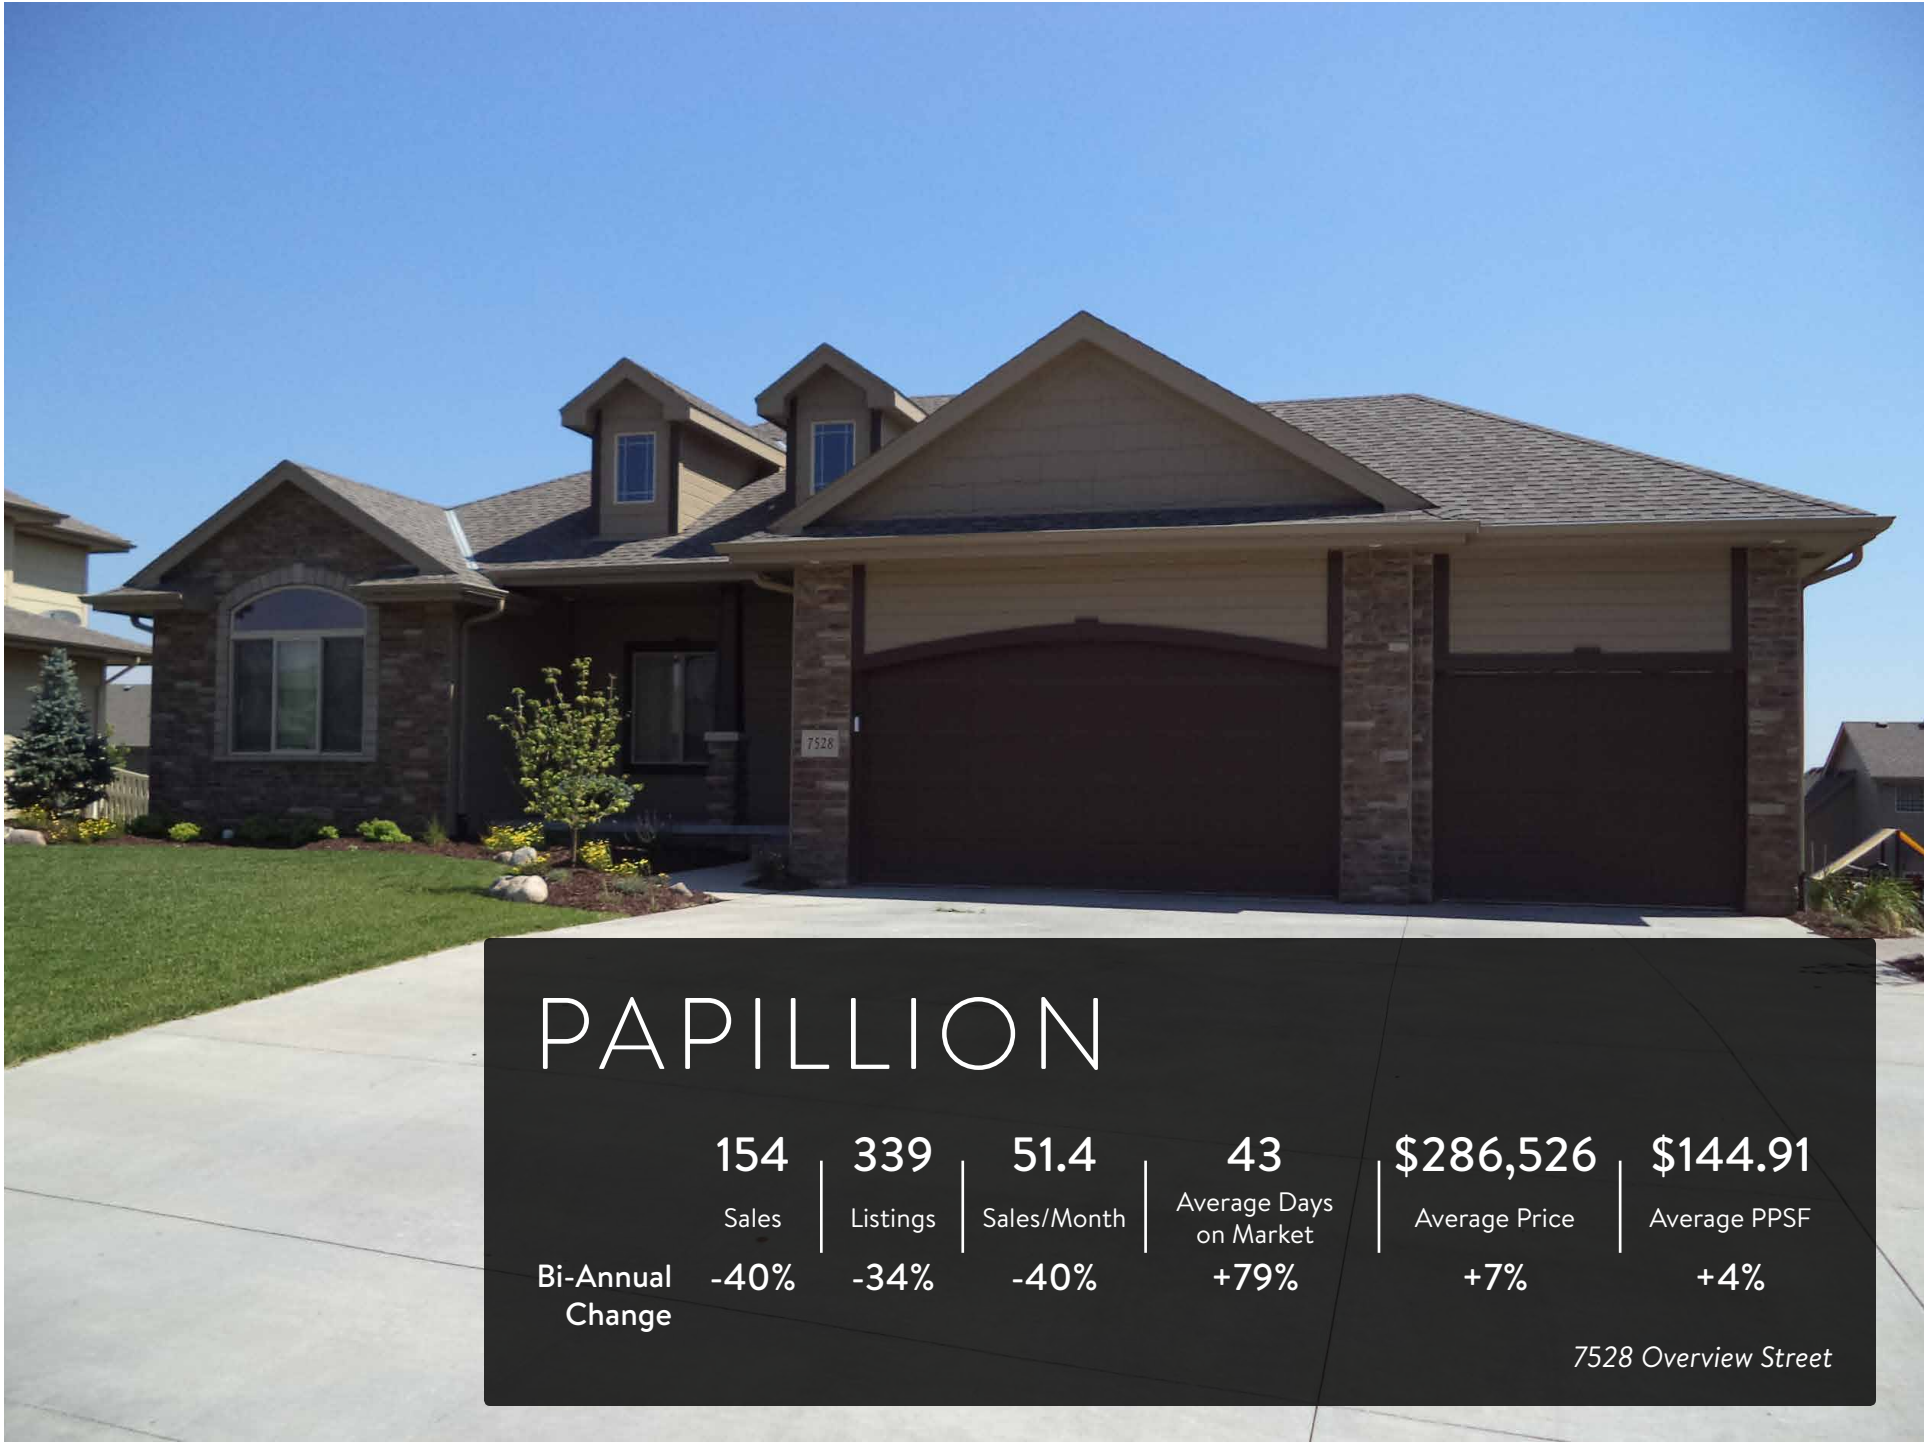 7528
PAPILLION
154 339 51.4 43 $286,526 $144.91
Sales Listings Sales/Month Average Days on Market Average Price Average PPSF
Bi-Annual Change -40% -34% -40% +79% +7% +4%
7528 Overview Street